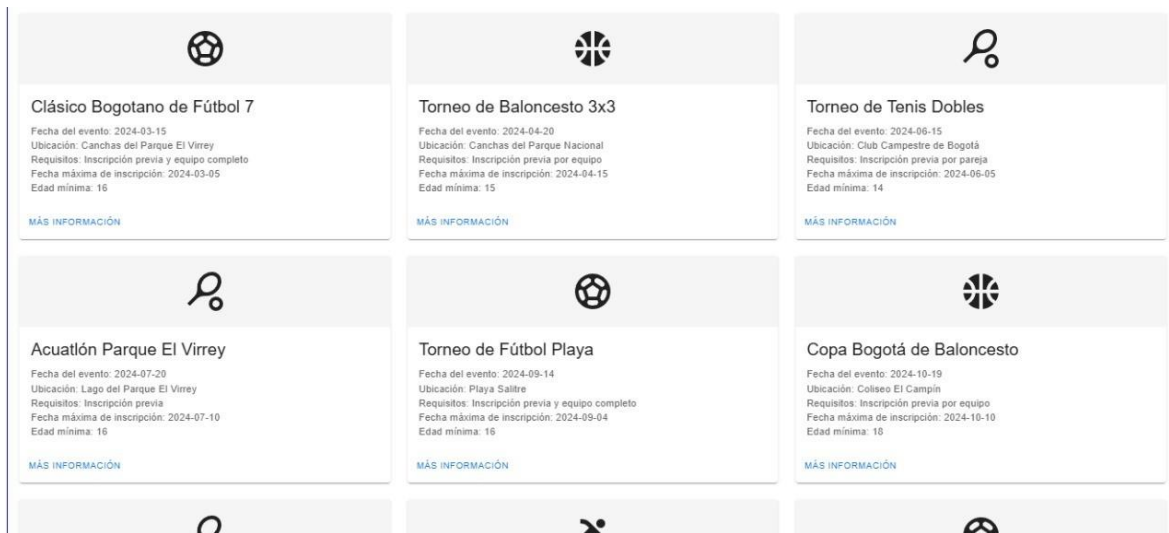 Clásico Bogotano de Fútbol 7
Fecha del evento: 2024-03-15
Ubicación: Canchas del Parque El Virrey
Requisitos: Inscripción previa y equipo completo
Fecha máxima de inscripción: 2024-03-05
Edad mínima: 16
MÁS INFORMACIÓN
Torneo de Baloncesto 3x3
Fecha del evento: 2024-04-20
Ubicación: Canchas del Parque Nacional
Requisitos: Inscripción previa por equipo
Fecha máxima de inscripción: 2024-04-15
Edad mínima: 15
MÁS INFORMACIÓN
Torneo de Tenis Dobles
Fecha del evento: 2024-06-15
Ubicación: Club Campestre de Bogotá
Requisitos: Inscripción previa por pareja
Fecha máxima de inscripción: 2024-06-05
Edad mínima: 14
MÁS INFORMACIÓN
Acuatlón Parque El Virrey
Fecha del evento: 2024-07-20
Ubicación: Lago del Parque El Virrey
Requisitos: Inscripción previa
Fecha máxima de inscripción: 2024-07-10
Edad mínima: 16
MÁS INFORMACIÓN
Torneo de Fútbol Playa
Fecha del evento: 2024-09-14
Ubicación: Playa Salitre
Requisitos: Inscripción previa y equipo completo
Fecha máxima de inscripción: 2024-09-04
Edad mínima: 16
MÁS INFORMACIÓN
Copa Bogotá de Baloncesto
Fecha del evento: 2024-10-19
Ubicación: Coliseo El Campín
Requisitos: Inscripción previa por equipo
Fecha máxima de inscripción: 2024-10-10
Edad mínima: 18
MÁS INFORMACIÓN